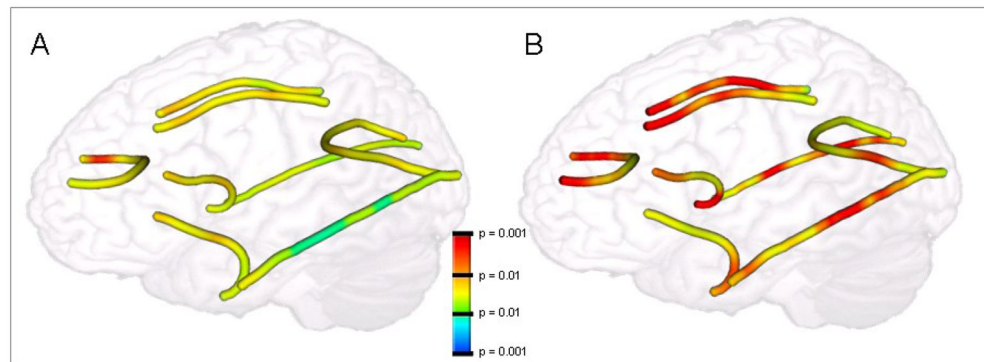 A
B
p = 0.001
p = 0.01
p = 0.01
p = 0.001